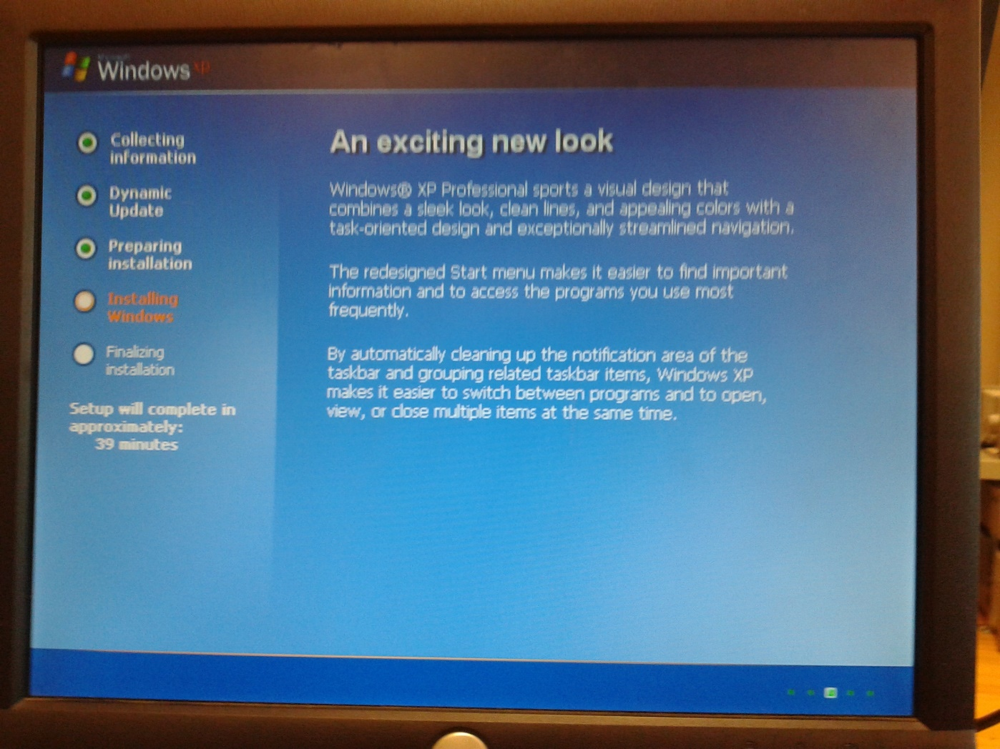 Microsoft
Windows xp
Collecting
information
Dynamic
Update
Preparing
installation
Installing
Windows
Finalizing
installation
Setup will complete in
approximately:
39 minutes
An exciting new look
Windows® XP Professional sports a visual design that
combines a sleek look, clean lines, and appealing colors with a
task-oriented design and exceptionally streamlined navigation.
The redesigned Start menu makes it easier to find important
information and to access the programs you use most
frequently.
By automatically cleaning up the notification area of the
taskbar and grouping related taskbar items, Windows XP
makes it easier to switch between programs and to open,
view, or close multiple items at the same time.